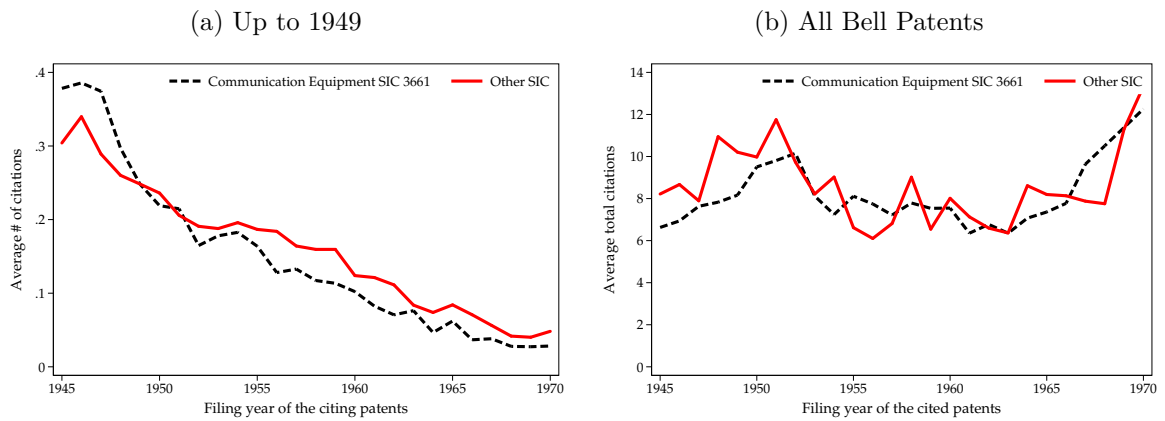 (a) Up to 1949
Communication Equipment SIC 3661
Other SIC
Average # of citations
.4
.3
.2
.1
0
1945
1950
1955
1960
1965
1970
Filing year of the citing patents
(b) All Bell Patents
Communication Equipment SIC 3661
Other SIC
Average total citations
14
12
10
8
6
4
2
0
1945
1950
1955
1960
1965
1970
Filing year of the cited patents